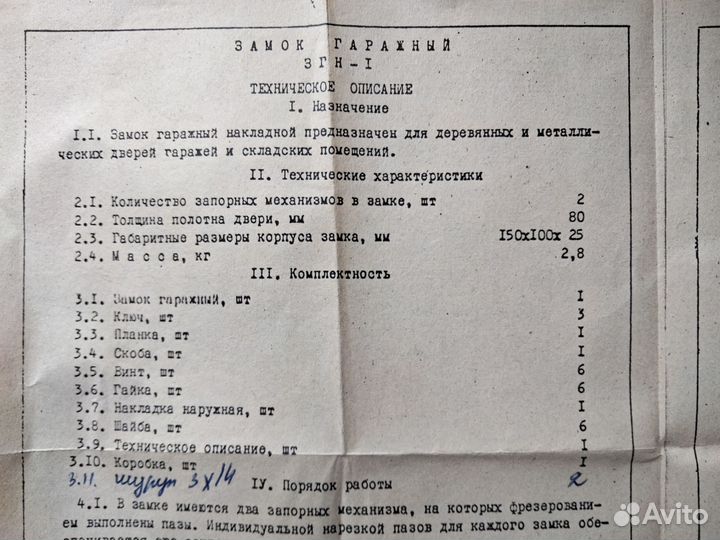 ЗАМОК ГАРАЖНЫЙ
ЗГН-I
ТЕХНИЧЕСКОЕ ОПИСАНИЕ
I. Назначение
I.I. Замок гаражный накладной предназначен для деревянных и металли-
ческих дверей гаражей и складских помещений.
II. Технические характеристики
2.I. Количество запорных механизмов в замке, шт 2
2.2. Толщина полотна двери, мм 80
2.3. Габаритные размеры корпуса замка, мм I50xI00x 25
2.4. Масса, кг 2,8
III. Комплектность
3.I. Замок гаражный, шт I
3.2. Ключ, шт 3
3.3. Планка, шт I
3.4. Скоба, шт I
3.5. Винт, шт 6
3.6. Гайка, шт 6
3.7. Накладка наружная, шт I
3.8. Шайба, шт 6
3.9. Техническое описание, шт I
3.I0. Коробка, шт I
3.11. шуруп 3х14 2
IУ. Порядок работы
4.I. В замке имеются два запорных механизма, на которых фрезеровани-
ем выполнены пазы. Индивидуальной нарезкой пазов для каждого замка обе-
Avito